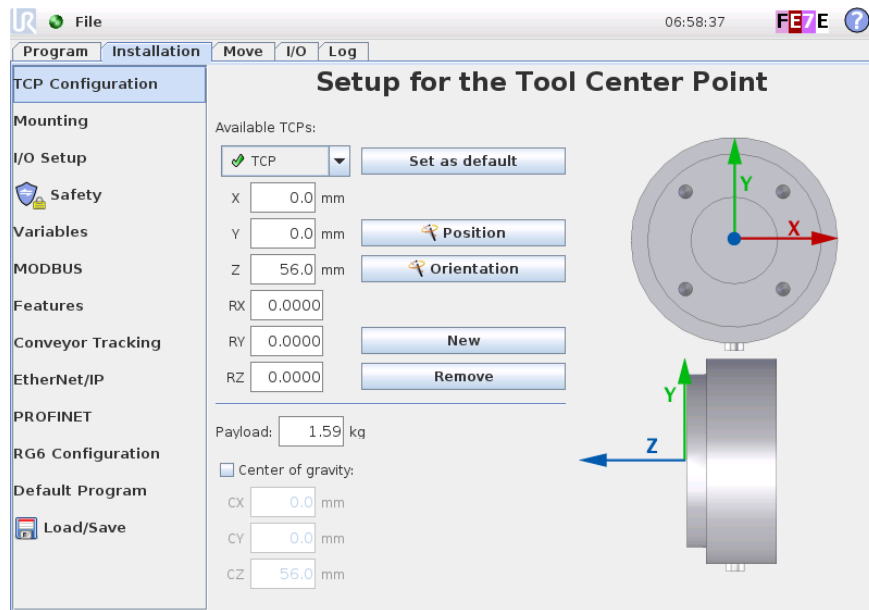 UR File 06:58:37 FE7E ?
Program Installation Move I/O Log
TCP Configuration
Mounting
I/O Setup
Safety
Variables
MODBUS
Features
Conveyor Tracking
EtherNet/IP
PROFINET
RG6 Configuration
Default Program
Load/Save
Setup for the Tool Center Point
Available TCPs:
TCP Set as default
X 0.0 mm
Y 0.0 mm Position
Z 56.0 mm Orientation
RX 0.0000
RY 0.0000 New
RZ 0.0000 Remove
Payload: 1.59 kg
Center of gravity:
CX 0.0 mm
CY 0.0 mm
CZ 56.0 mm
Y
X
Y
Z